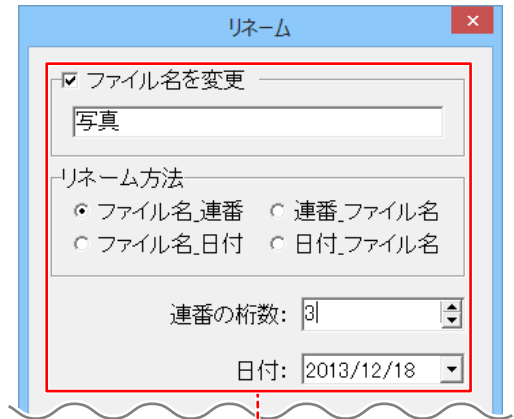 リネーム
ファイル名を変更
写真
リネーム方法
ファイル名_連番 連番_ファイル名
ファイル名_日付 日付_ファイル名
連番の桁数: 3
日付: 2013/12/18